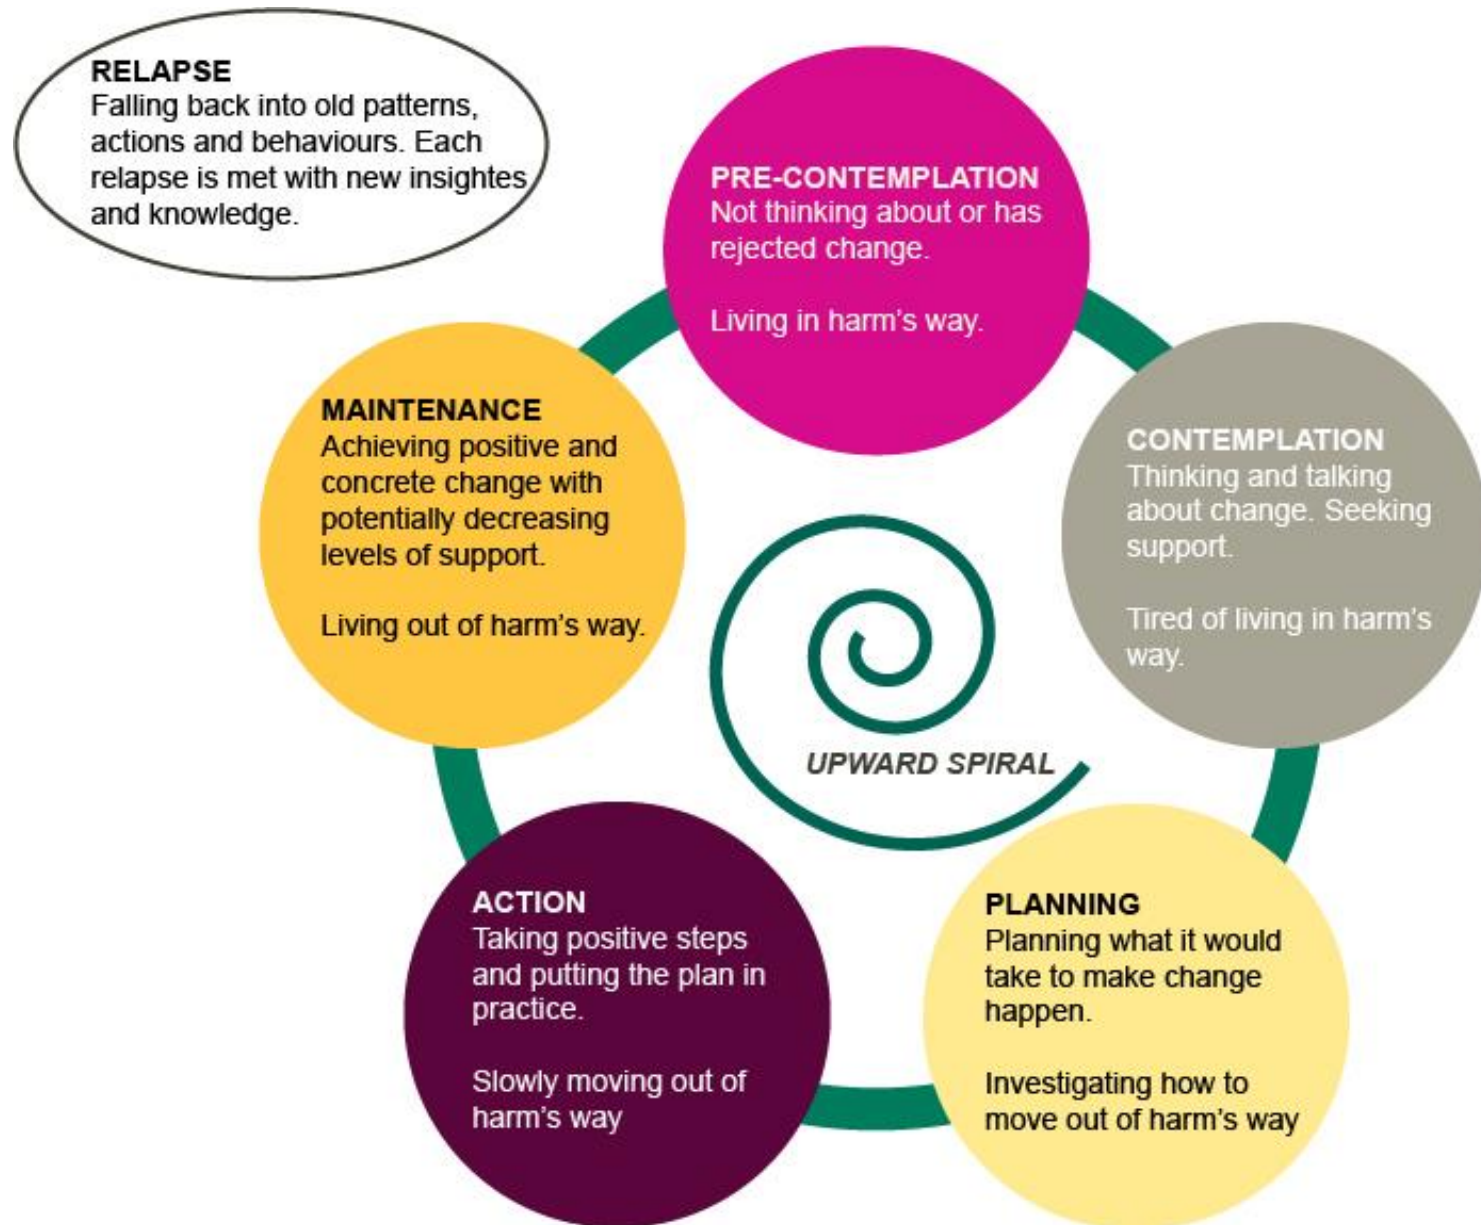 RELAPSE
Falling back into old patterns,
actions and behaviours. Each
relapse is met with new insightes
and knowledge.
PRE-CONTEMPLATION
Not thinking about or has
rejected change.
Living in harm's way.
CONTEMPLATION
Thinking and talking
about change. Seeking
support.
Tired of living in harm's
way.
PLANNING
Planning what it would
take to make change
happen.
Investigating how to
move out of harm's way
ACTION
Taking positive steps
and putting the plan in
practice.
Slowly moving out of
harm's way
MAINTENANCE
Achieving positive and
concrete change with
potentially decreasing
levels of support.
Living out of harm's way.
UPWARD SPIRAL